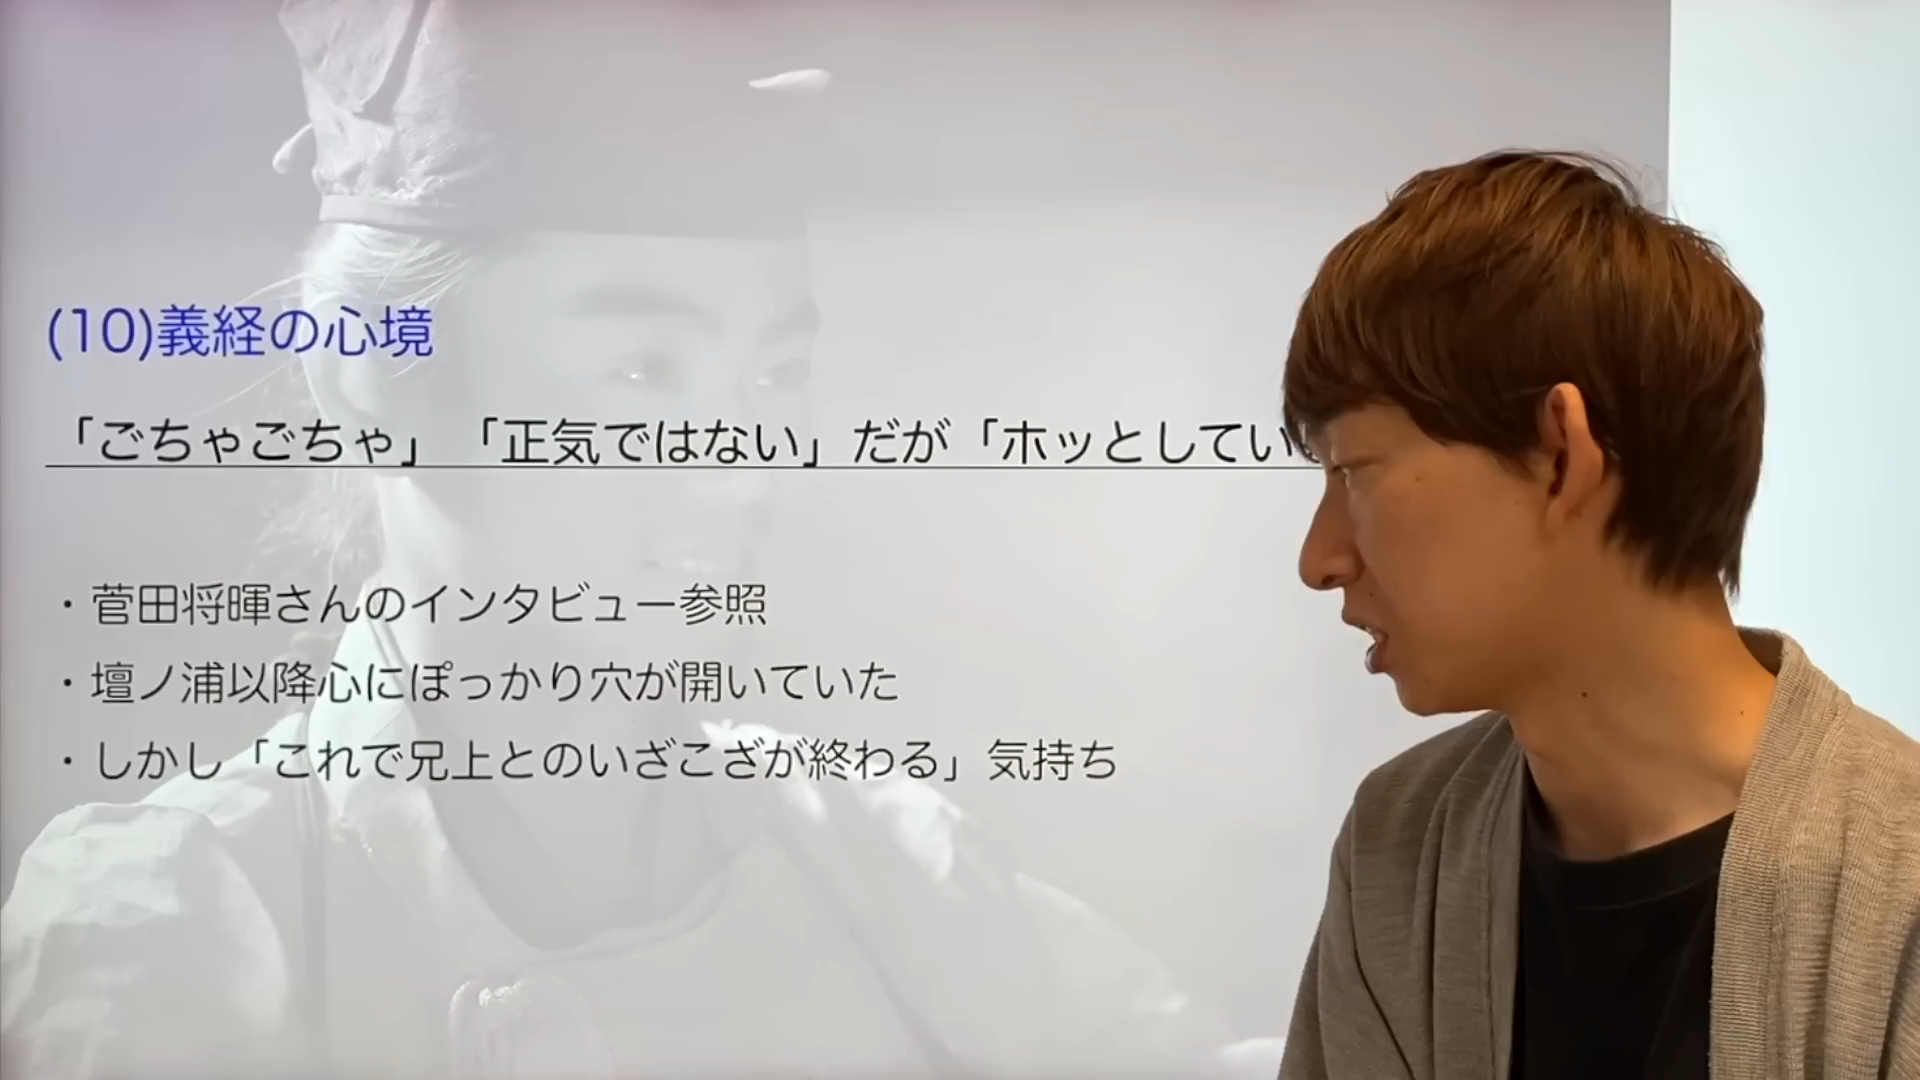 (10)義経の心境
「ごちゃごちゃ」「正気ではない」だが「ホッとしてい
・菅田将暉さんのインタビュー参照
・壇ノ浦以降心にぽっかり穴が開いていた
・しかし「これで兄上とのいざこざが終わる」気持ち